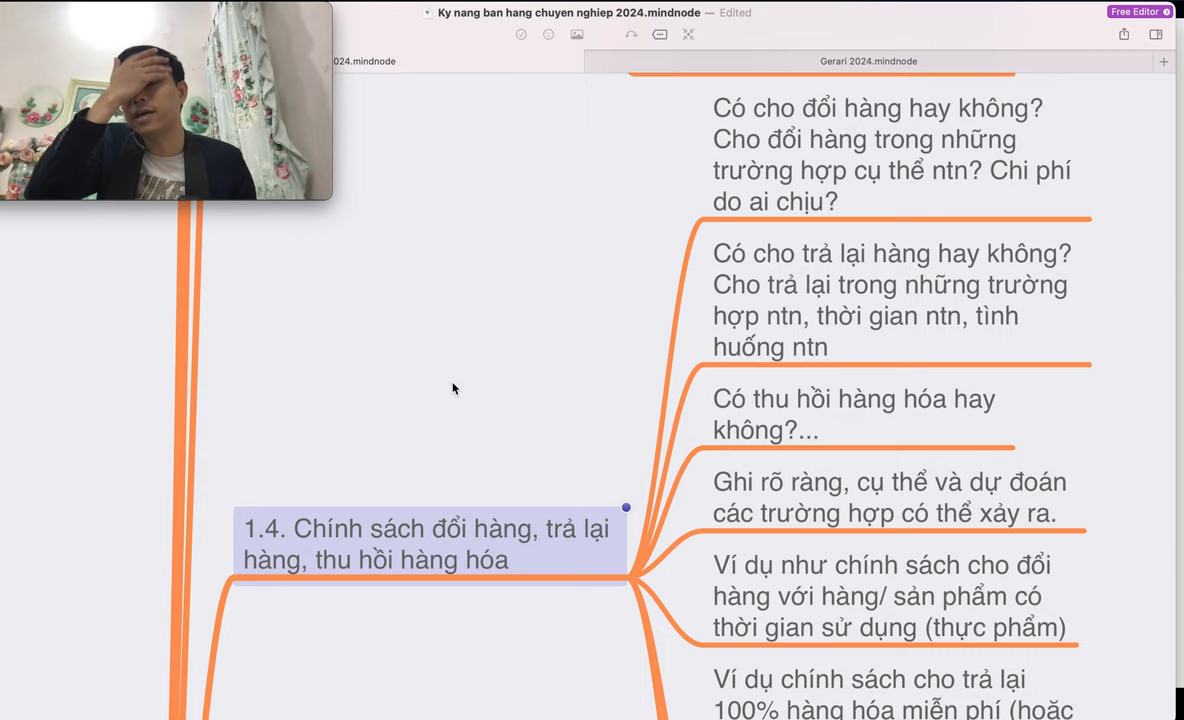 Ky nang ban hang chuyen nghiep 2024.mindnode — Edited
Free Editor
024.mindnode
Gerari 2024.mindnode
Có cho đổi hàng hay không?
Cho đổi hàng trong những
trường hợp cụ thể ntn? Chi phí
do ai chịu?
Có cho trả lại hàng hay không?
Cho trả lại trong những trường
hợp ntn, thời gian ntn, tình
huống ntn
Có thu hồi hàng hóa hay
không?...
Ghi rõ ràng, cụ thể và dự đoán
các trường hợp có thể xảy ra.
1.4. Chính sách đổi hàng, trả lại
hàng, thu hồi hàng hóa
Ví dụ như chính sách cho đổi
hàng với hàng/ sản phẩm có
thời gian sử dụng (thực phẩm)
Ví dụ chính sách cho trả lại
100% hàng hóa miễn phí (hoặc